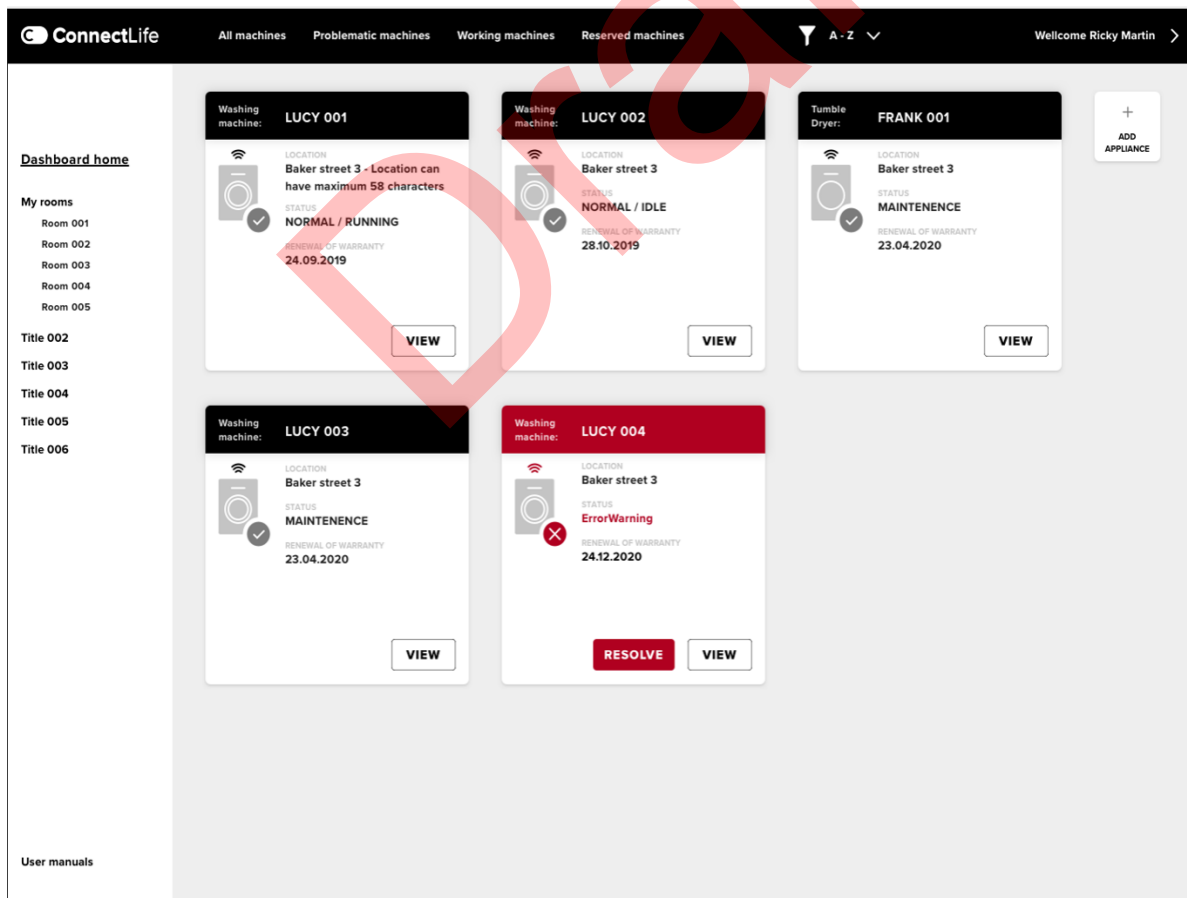 ConnectLife
All machines
Problematic machines
Working machines
Reserved machines
A - Z
Wellcome Ricky Martin
Dashboard home
My rooms
Room 001
Room 002
Room 003
Room 004
Room 005
Title 002
Title 003
Title 004
Title 005
Title 006
User manuals
Washing
machine:
LUCY 001
LOCATION
Baker street 3 - Location can
have maximum 58 characters
STATUS
NORMAL / RUNNING
RENEWAL OF WARRANTY
24.09.2019
VIEW
Washing
machine:
LUCY 002
LOCATION
Baker street 3
STATUS
NORMAL / IDLE
RENEWAL OF WARRANTY
28.10.2019
VIEW
Tumble
Dryer:
FRANK 001
LOCATION
Baker street 3
STATUS
MAINTENENCE
RENEWAL OF WARRANTY
23.04.2020
VIEW
+
ADD
APPLIANCE
Washing
machine:
LUCY 003
LOCATION
Baker street 3
STATUS
MAINTENENCE
RENEWAL OF WARRANTY
23.04.2020
VIEW
Washing
machine:
LUCY 004
LOCATION
Baker street 3
STATUS
ErrorWarning
RENEWAL OF WARRANTY
24.12.2020
RESOLVE
VIEW